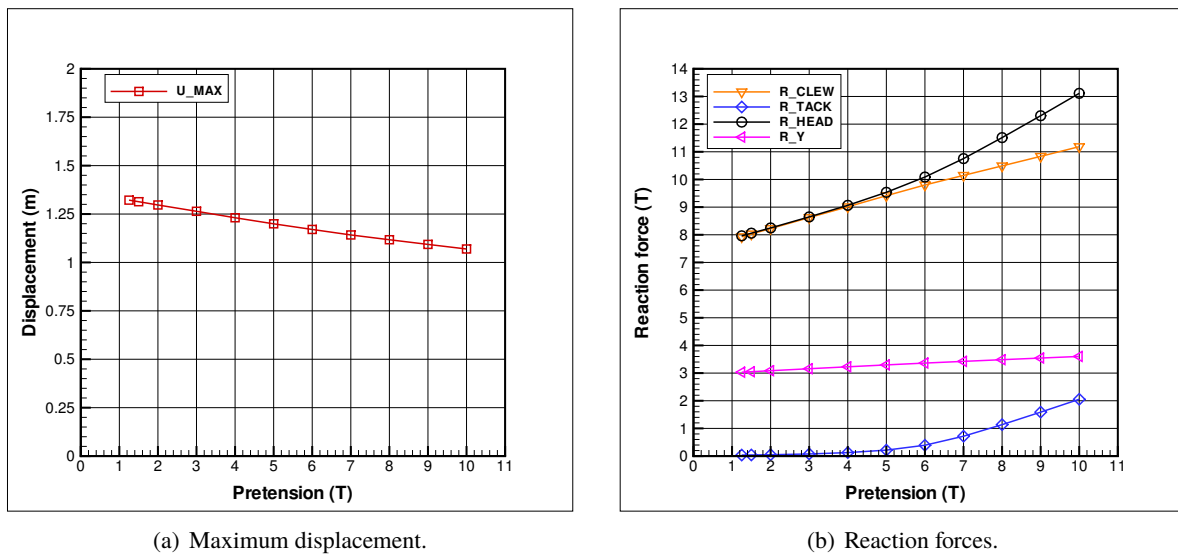 U_MAX
Displacement (m)
2
1.75
1.5
1.25
1
0.75
0.5
0.25
0
0 1 2 3 4 5 6 7 8 9 10 11
Pretension (T)
(a) Maximum displacement.
R_CLEW
R_TACK
R_HEAD
R_Y
Reaction force (T)
14
13
12
11
10
9
8
7
6
5
4
3
2
1
0
0 1 2 3 4 5 6 7 8 9 10 11
Pretension (T)
(b) Reaction forces.